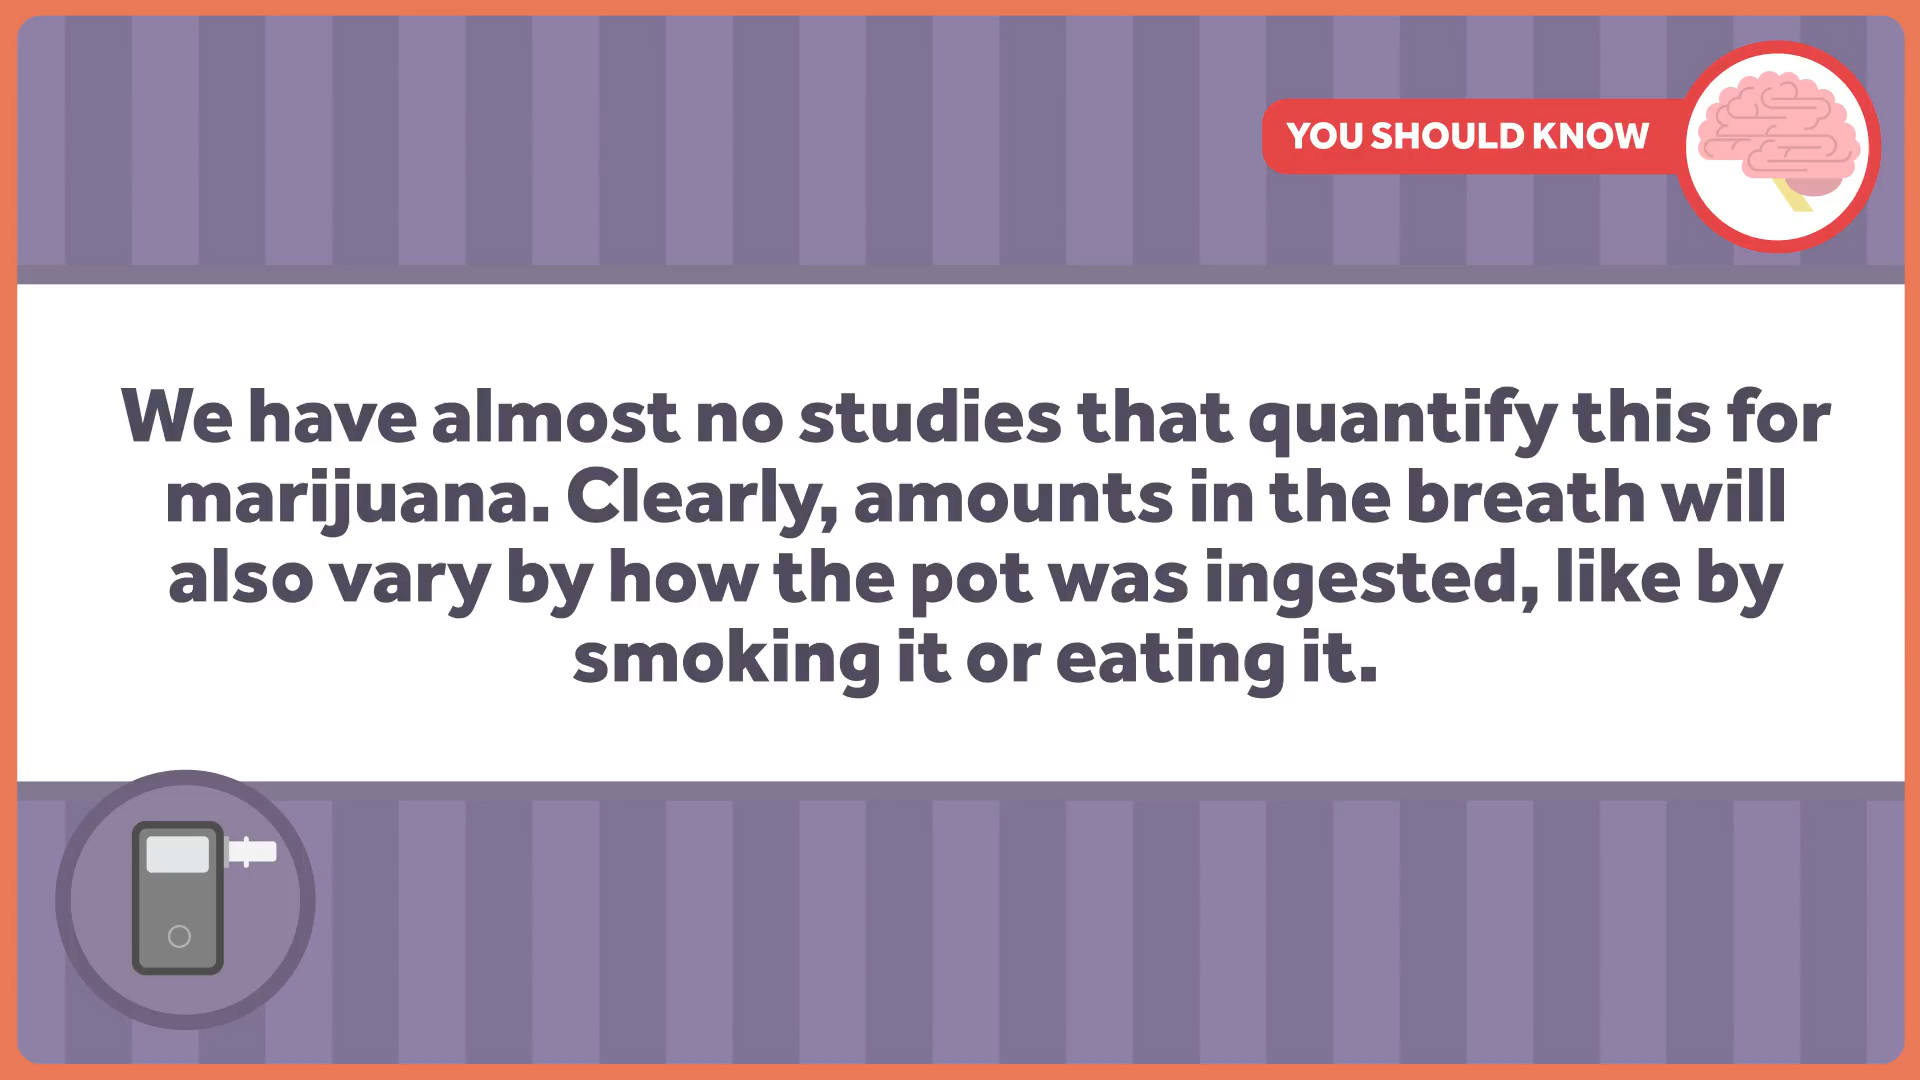 YOU SHOULD KNOW
We have almost no studies that quantify this for
marijuana. Clearly, amounts in the breath will
also vary by how the pot was ingested, like by
smoking it or eating it.